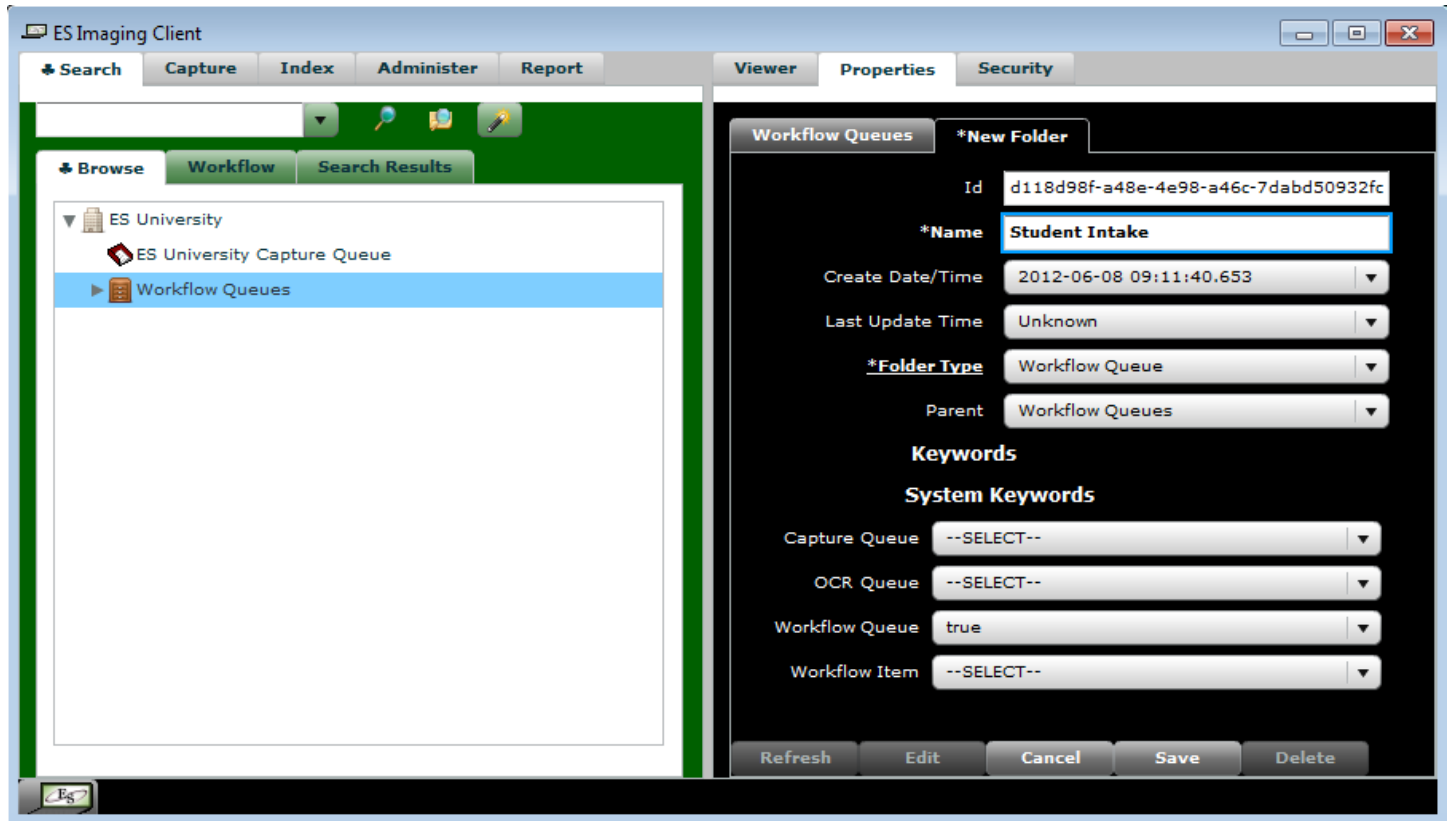 ES Imaging Client
♣ Search Capture Index Administer Report
Viewer Properties Security
Workflow Queues *New Folder
♣ Browse Workflow Search Results
Id d118d98f-a48e-4e98-a46c-7dabd50932fc
ES University
*Name Student Intake
ES University Capture Queue
Create Date/Time 2012-06-08 09:11:40.653
Workflow Queues
Last Update Time Unknown
*Folder Type Workflow Queue
Parent Workflow Queues
Keywords
System Keywords
Capture Queue --SELECT--
OCR Queue --SELECT--
Workflow Queue true
Workflow Item --SELECT--
Refresh Edit Cancel Save Delete
Eg